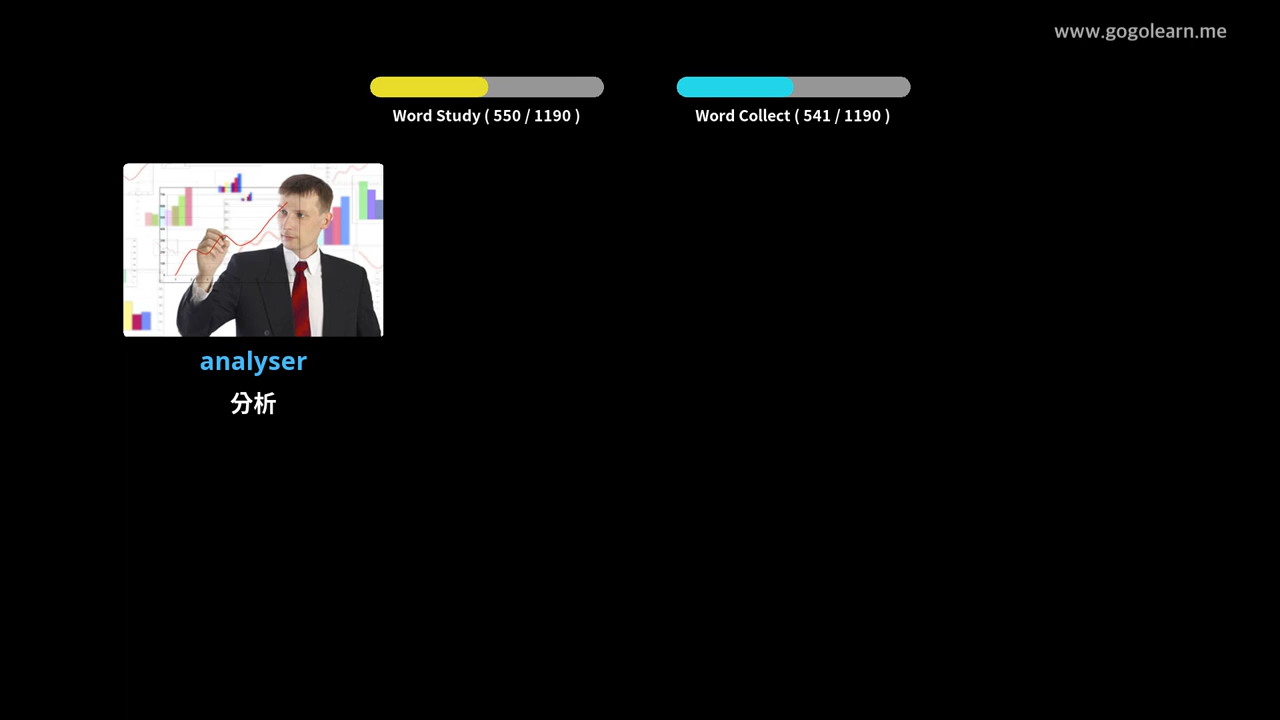 www.gogolearn.me
Word Study ( 550 / 1190 )
Word Collect ( 541 / 1190 )
analyser
分析